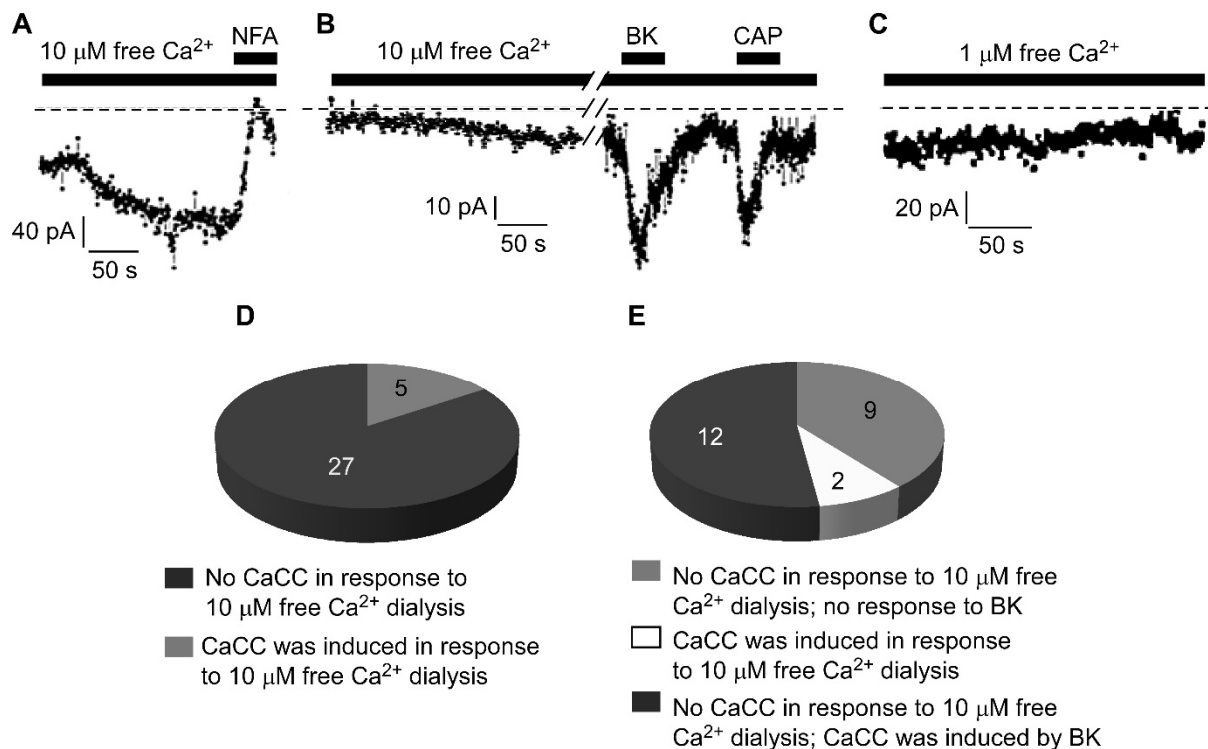 A
10 μM free Ca²⁺
NFA
40 pA
50 s
B
10 μM free Ca²⁺
BK
CAP
10 pA
50 s
C
1 μM free Ca²⁺
20 pA
50 s
D
5
27
No CaCC in response to
10 μM free Ca²⁺ dialysis
CaCC was induced in response
to 10 μM free Ca²⁺ dialysis
E
9
12
2
No CaCC in response to 10 μM free
Ca²⁺ dialysis; no response to BK
CaCC was induced in response
to 10 μM free Ca²⁺ dialysis
No CaCC in response to 10 μM free
Ca²⁺ dialysis; CaCC was induced by BK